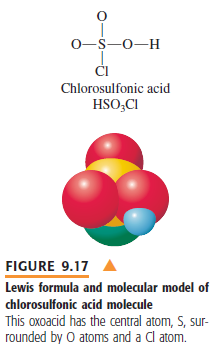 O
O—S—O—H
Cl
Chlorosulfonic acid
HSO₃Cl
FIGURE 9.17
Lewis formula and molecular model of
chlorosulfonic acid molecule
This oxoacid has the central atom, S, sur-
rounded by O atoms and a Cl atom.